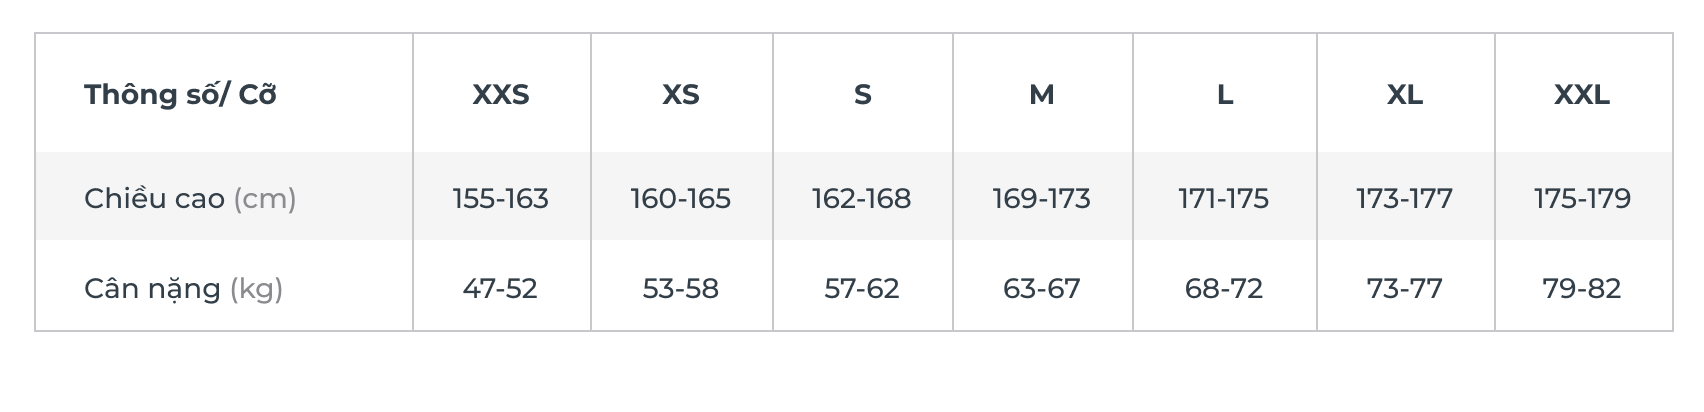 Thông số/ Cỡ XXS XS S M L XL XXL
Chiều cao (cm) 155-163 160-165 162-168 169-173 171-175 173-177 175-179
Cân nặng (kg) 47-52 53-58 57-62 63-67 68-72 73-77 79-82